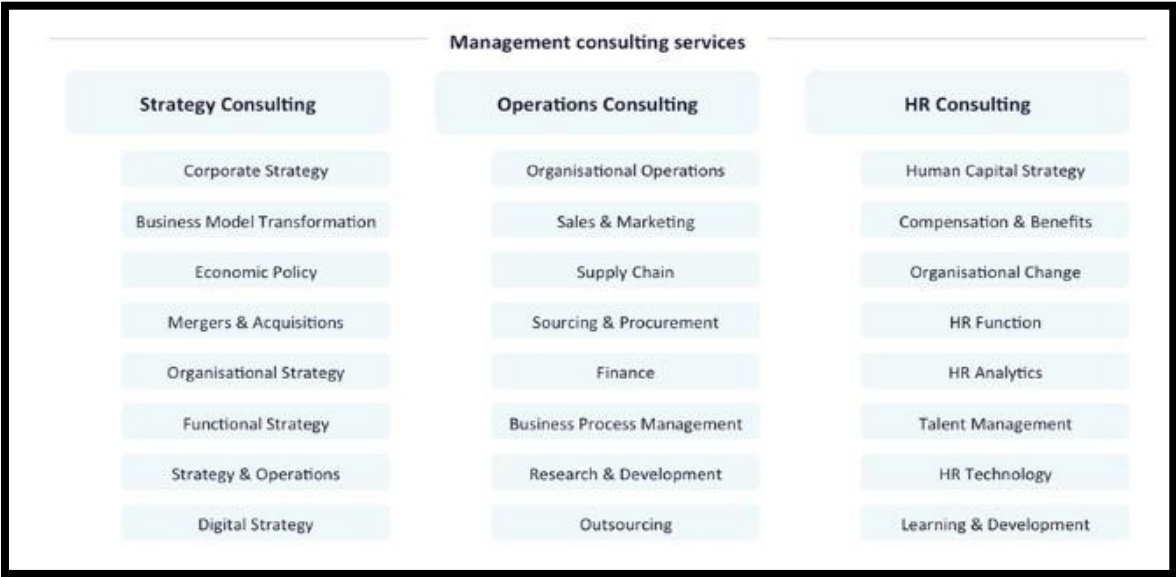 Management consulting services
Strategy Consulting
Corporate Strategy
Business Model Transformation
Economic Policy
Mergers & Acquisitions
Organisational Strategy
Functional Strategy
Strategy & Operations
Digital Strategy
Operations Consulting
Organisational Operations
Sales & Marketing
Supply Chain
Sourcing & Procurement
Finance
Business Process Management
Research & Development
Outsourcing
HR Consulting
Human Capital Strategy
Compensation & Benefits
Organisational Change
HR Function
HR Analytics
Talent Management
HR Technology
Learning & Development